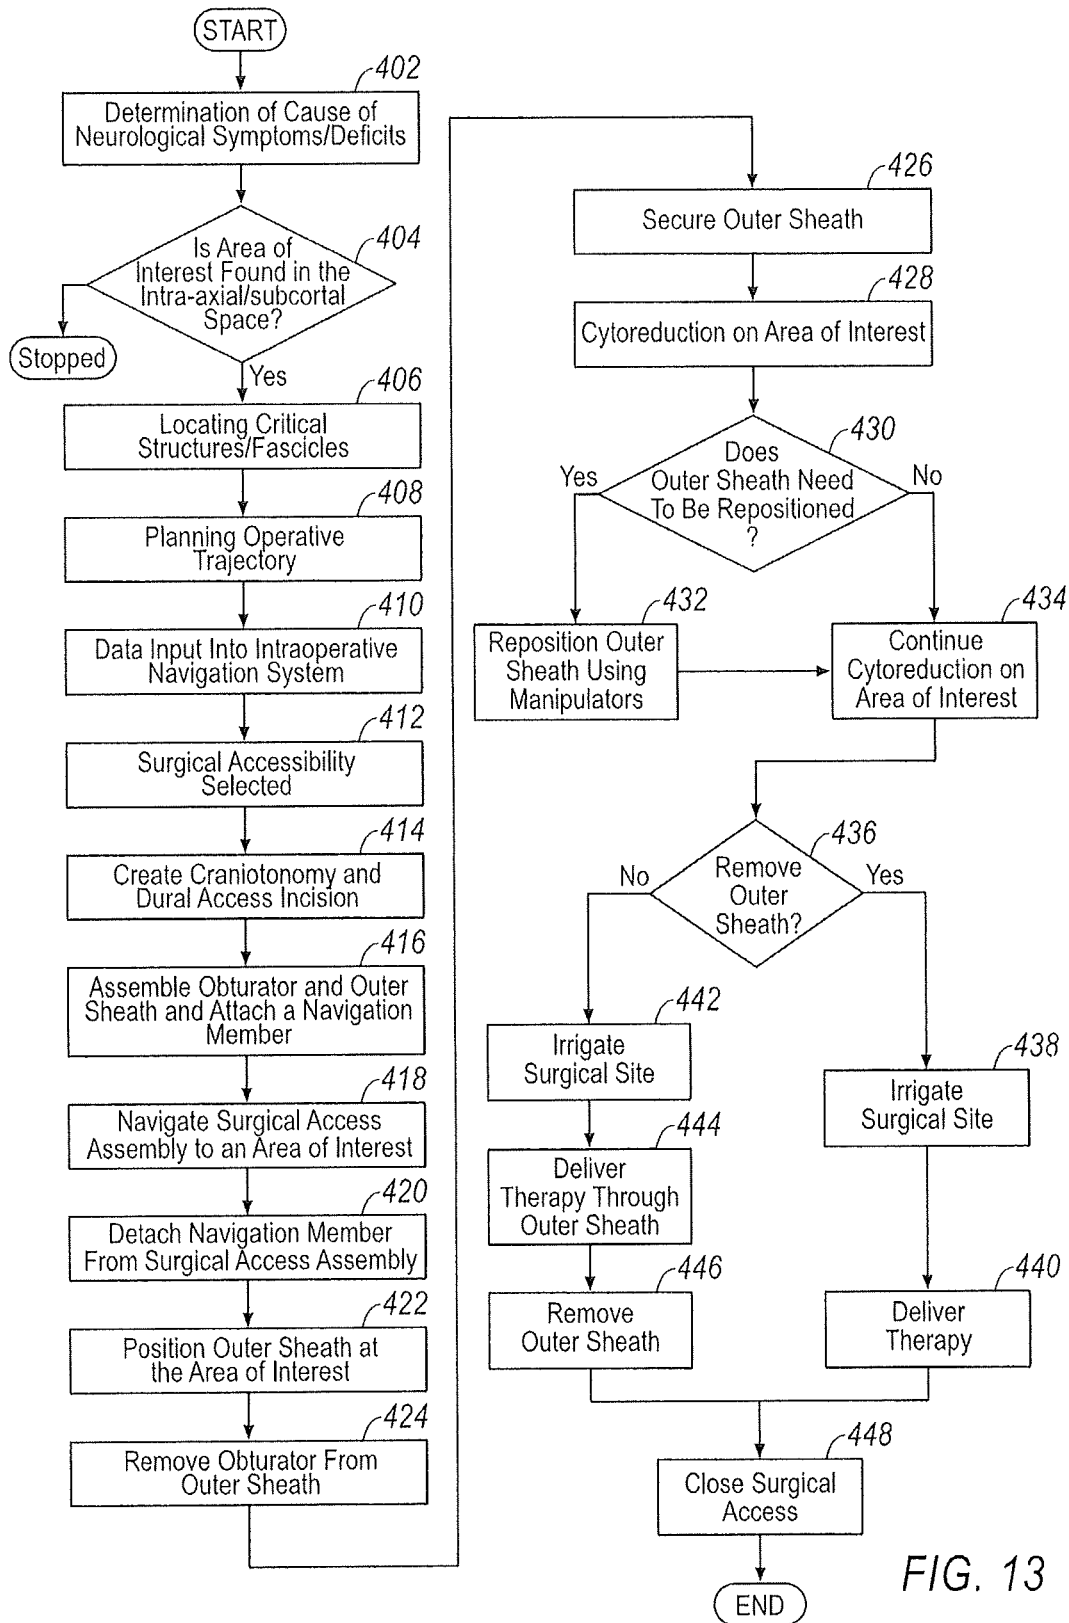 START
402
Determination of Cause of
Neurological Symptoms/Deficits
404
Is Area of
Interest Found in the
Intra-axial/subcortal
Space?
Stopped
Yes
406
Locating Critical
Structures/Fascicles
408
Planning Operative
Trajectory
410
Data Input Into Intraoperative
Navigation System
412
Surgical Accessibility
Selected
414
Create Craniotonomy and
Dural Access Incision
416
Assemble Obturator and Outer
Sheath and Attach a Navigation
Member
418
Navigate Surgical Access
Assembly to an Area of Interest
420
Detach Navigation Member
From Surgical Access Assembly
422
Position Outer Sheath at
the Area of Interest
424
Remove Obturator From
Outer Sheath
426
Secure Outer Sheath
428
Cytoreduction on Area of Interest
430
Does
Outer Sheath Need
To Be Repositioned
?
Yes
No
432
Reposition Outer
Sheath Using
Manipulators
434
Continue
Cytoreduction on
Area of Interest
436
Remove
Outer
Sheath?
No
Yes
442
Irrigate
Surgical Site
444
Deliver
Therapy Through
Outer Sheath
446
Remove
Outer Sheath
438
Irrigate
Surgical Site
440
Deliver
Therapy
448
Close Surgical
Access
END
FIG. 13